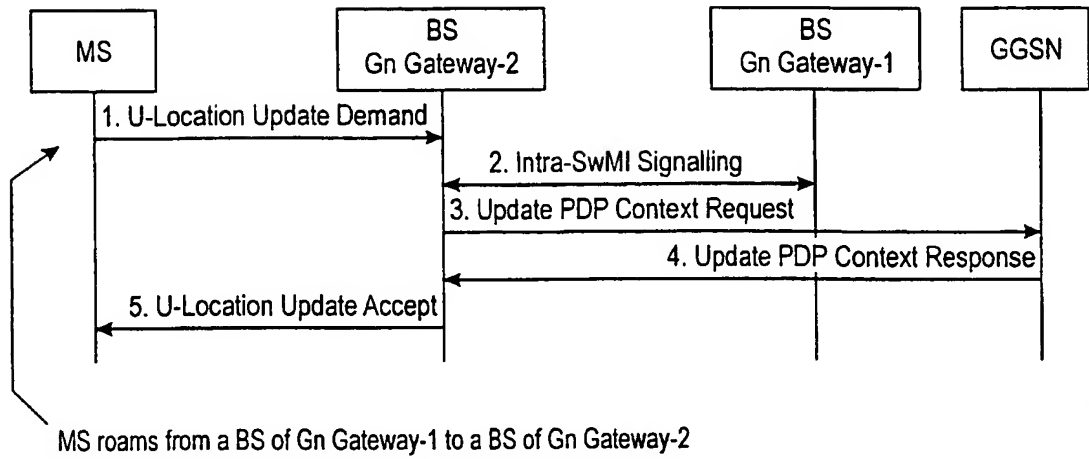 MS
BS
Gn Gateway-2
BS
Gn Gateway-1
GGSN
1. U-Location Update Demand
2. Intra-SwMI Signalling
3. Update PDP Context Request
4. Update PDP Context Response
5. U-Location Update Accept
MS roams from a BS of Gn Gateway-1 to a BS of Gn Gateway-2